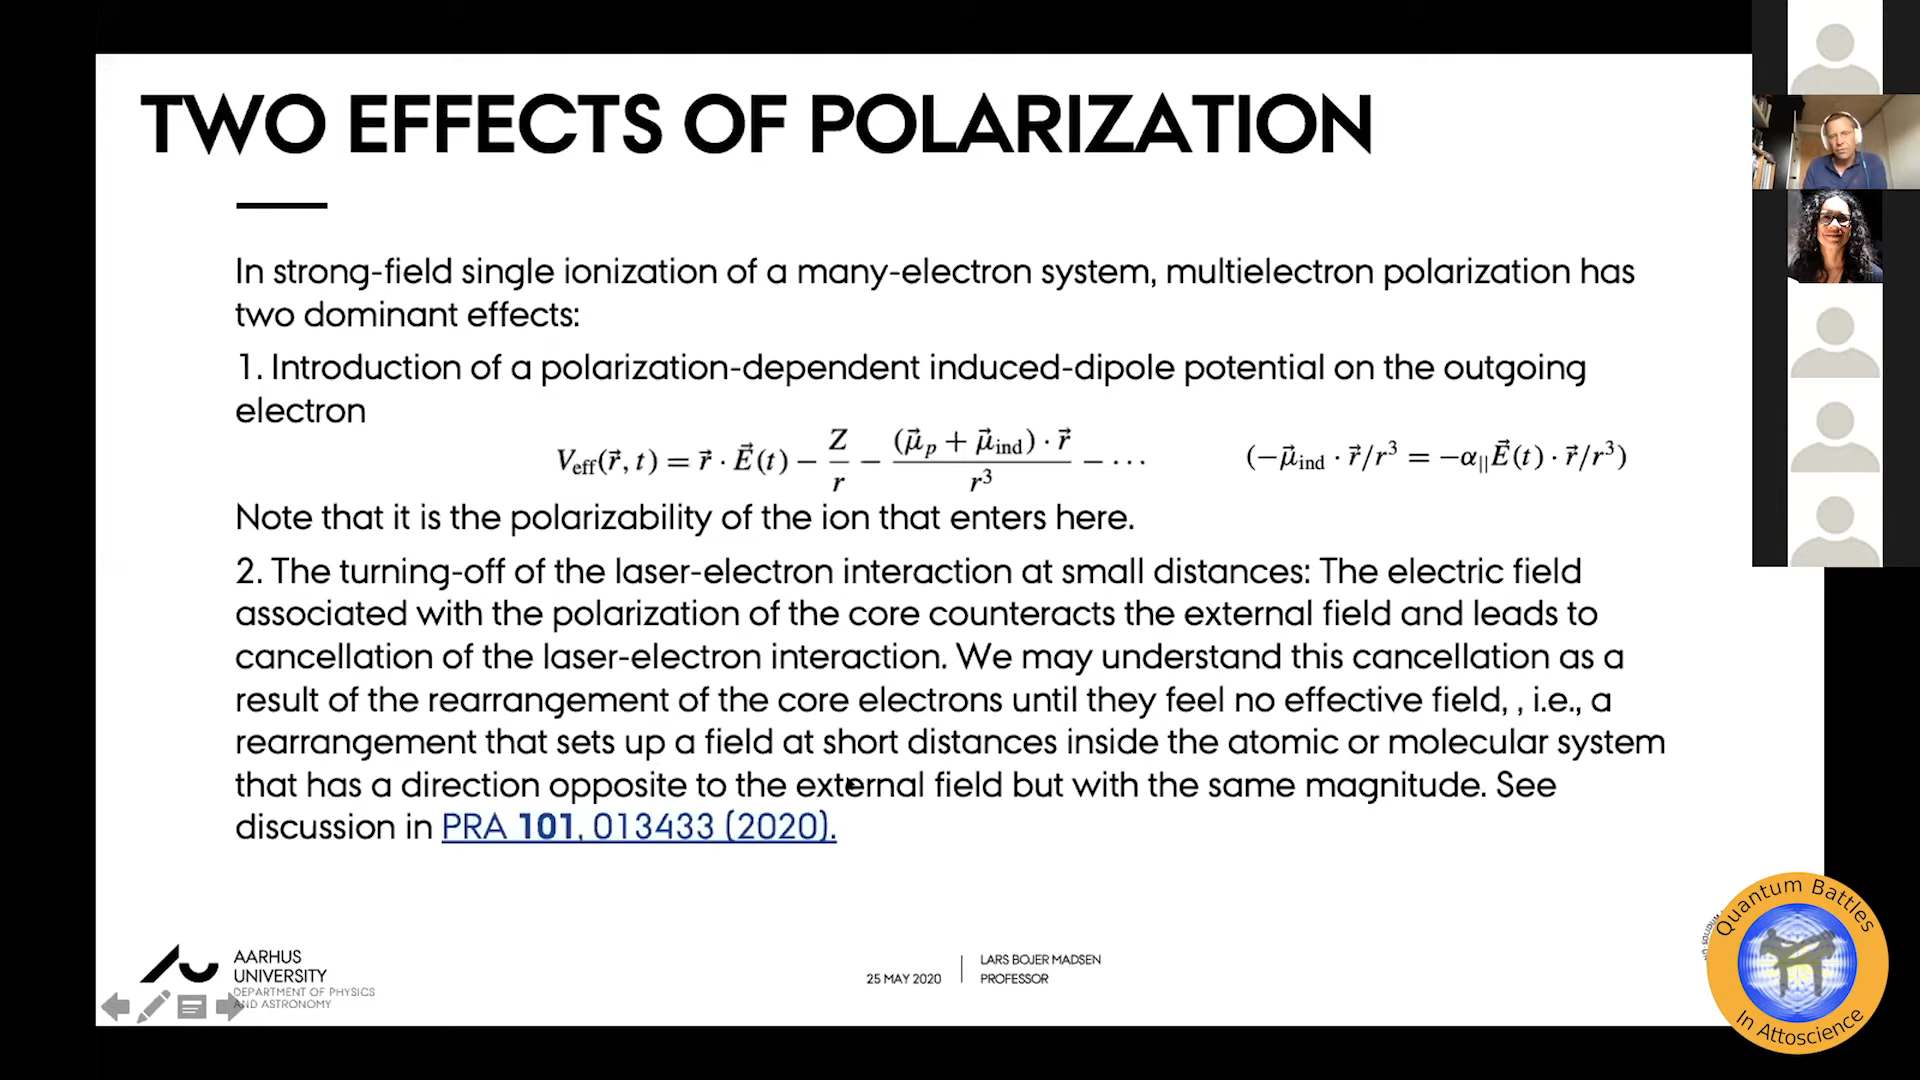 TWO EFFECTS OF POLARIZATION
In strong-field single ionization of a many-electron system, multielectron polarization has
two dominant effects:
1. Introduction of a polarization-dependent induced-dipole potential on the outgoing
electron
V_eff(r⃗, t) = r⃗ · E⃗(t) − Z/r − (μ⃗_p + μ⃗_ind) · r⃗ / r³ − ··· (−μ⃗_ind · r⃗/r³ = −α_||E⃗(t) · r⃗/r³)
Note that it is the polarizability of the ion that enters here.
2. The turning-off of the laser-electron interaction at small distances: The electric field
associated with the polarization of the core counteracts the external field and leads to
cancellation of the laser-electron interaction. We may understand this cancellation as a
result of the rearrangement of the core electrons until they feel no effective field, , i.e., a
rearrangement that sets up a field at short distances inside the atomic or molecular system
that has a direction opposite to the external field but with the same magnitude. See
discussion in PRA 101, 013433 (2020).
AARHUS
UNIVERSITY
DEPARTMENT OF PHYSICS
AND ASTRONOMY
25 MAY 2020
LARS BOJER MADSEN
PROFESSOR
Quantum Battles
In Attoscience